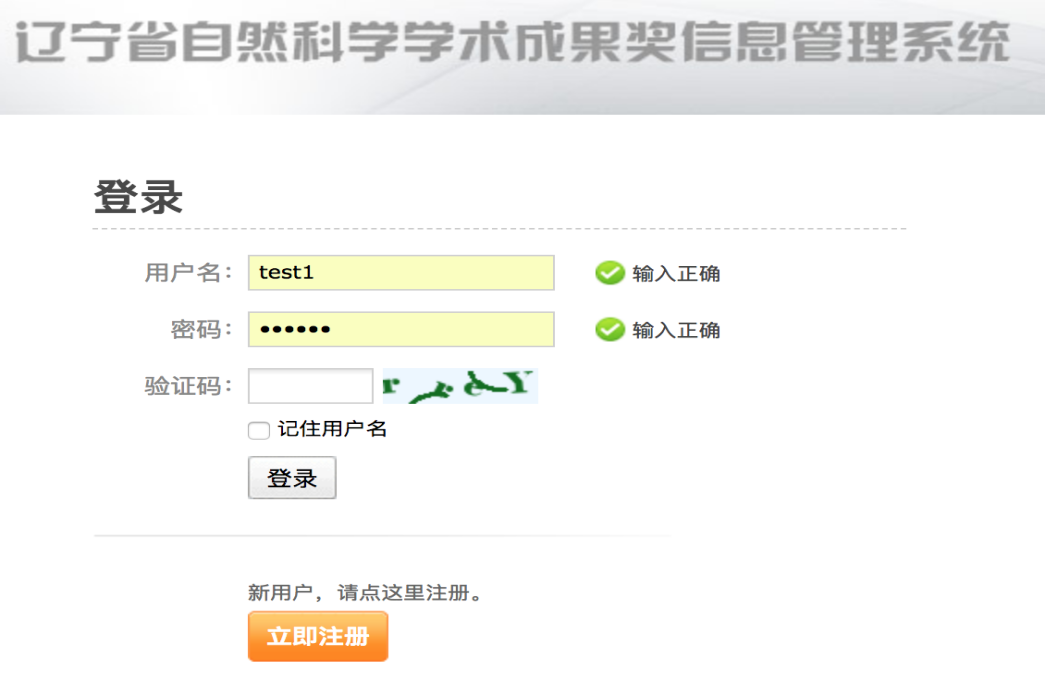 辽宁省自然科学学术成果奖信息管理系统
登录
用户名： test1 输入正确
密码： •••••• 输入正确
验证码：
记住用户名
登录
新用户，请点这里注册。
立即注册